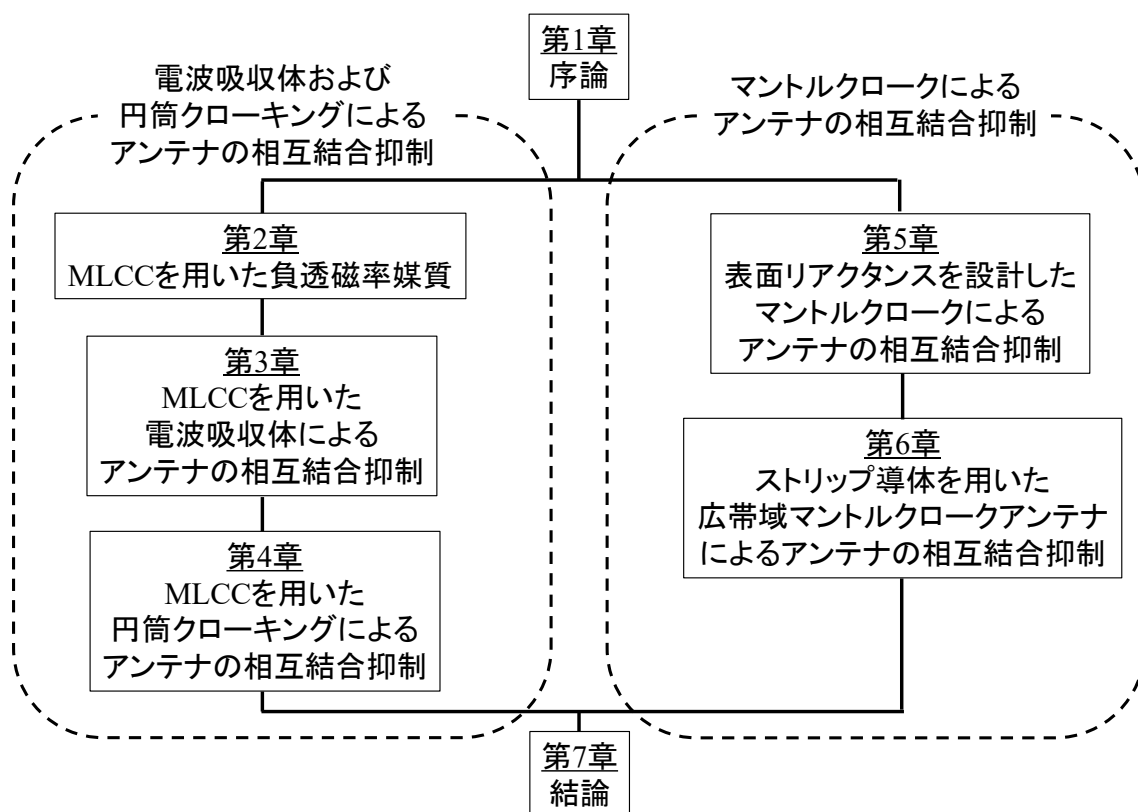 第1章
序論
電波吸収体および
円筒クローキングによる
アンテナの相互結合抑制
第2章
MLCCを用いた負透磁率媒質
第3章
MLCCを用いた
電波吸収体による
アンテナの相互結合抑制
第4章
MLCCを用いた
円筒クローキングによる
アンテナの相互結合抑制
マントルクロークによる
アンテナの相互結合抑制
第5章
表面リアクタンスを設計した
マントルクロークによる
アンテナの相互結合抑制
第6章
ストリップ導体を用いた
広帯域マントルクロークアンテナ
によるアンテナの相互結合抑制
第7章
結論